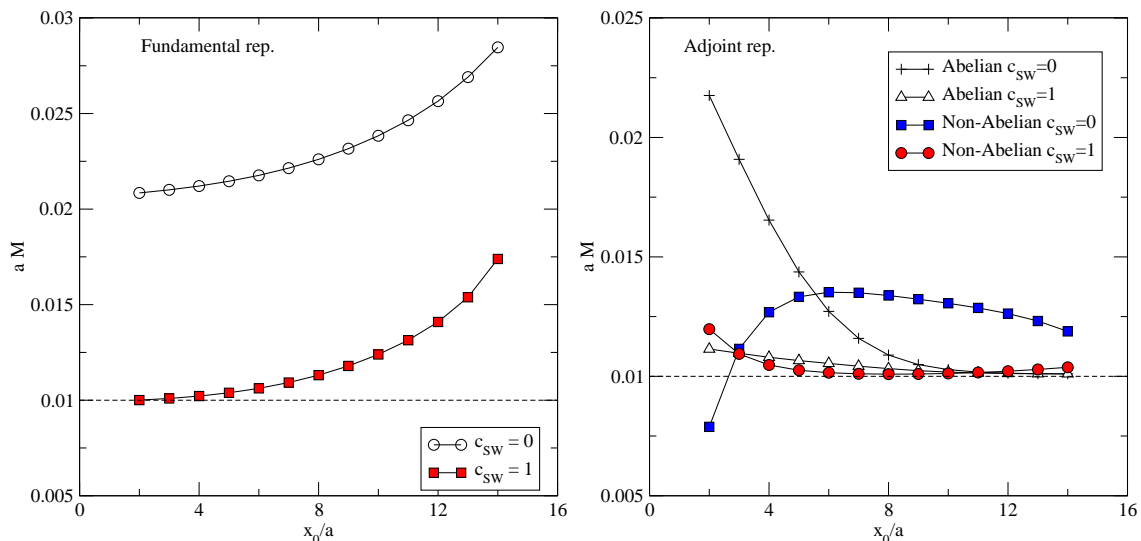 Fundamental rep.
0.03
0.025
0.02
0.015
0.01
0.005
a M
0 4 8 12 16
x_0/a
c_SW = 0
c_SW = 1
Adjoint rep.
0.025
0.02
0.015
0.01
0.005
a M
0 4 8 12 16
x_0/a
Abelian c_SW=0
Abelian c_SW=1
Non-Abelian c_SW=0
Non-Abelian c_SW=1